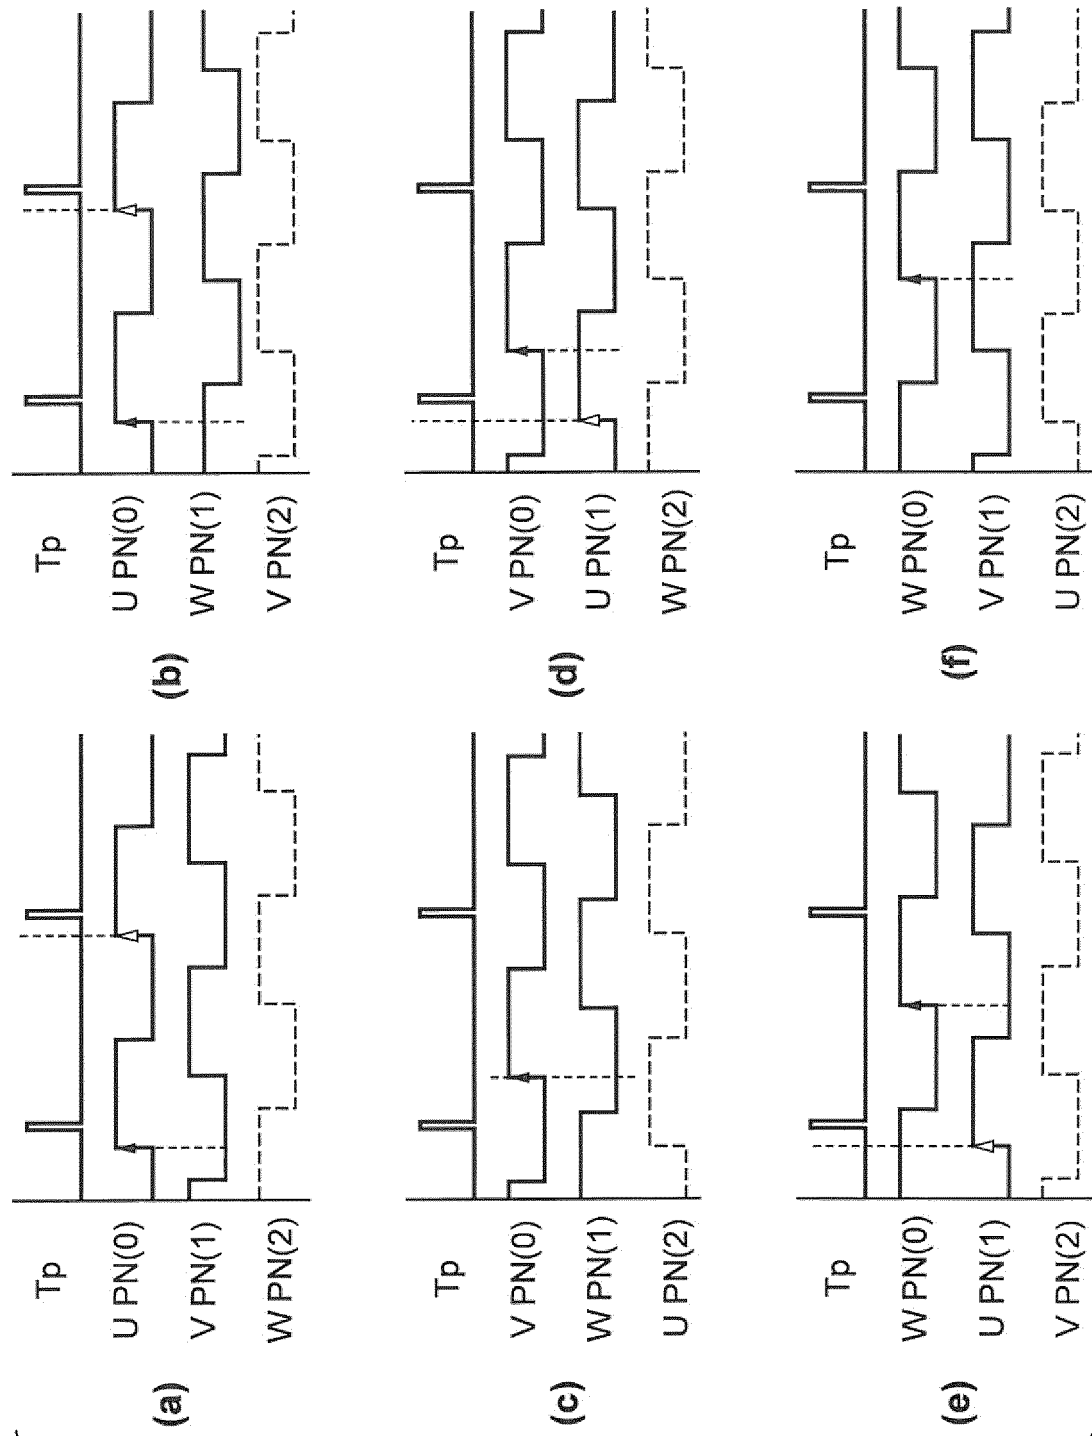 (a)
Tp
U PN(0)
V PN(1)
W PN(2)
(b)
Tp
U PN(0)
W PN(1)
V PN(2)
(c)
Tp
V PN(0)
W PN(1)
U PN(2)
(d)
Tp
V PN(0)
U PN(1)
W PN(2)
(e)
Tp
W PN(0)
U PN(1)
V PN(2)
(f)
Tp
W PN(0)
V PN(1)
U PN(2)